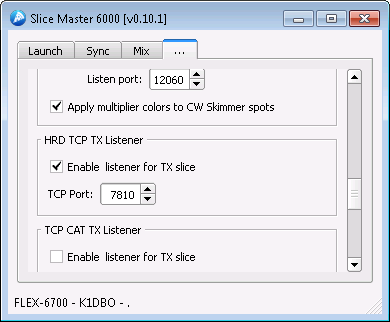 Slice Master 6000 [v0.10.1]
Launch Sync Mix ...
Listen port: 12060
Apply multiplier colors to CW Skimmer spots
HRD TCP TX Listener
Enable listener for TX slice
TCP Port: 7810
TCP CAT TX Listener
Enable listener for TX slice
FLEX-6700 - K1DBO - .